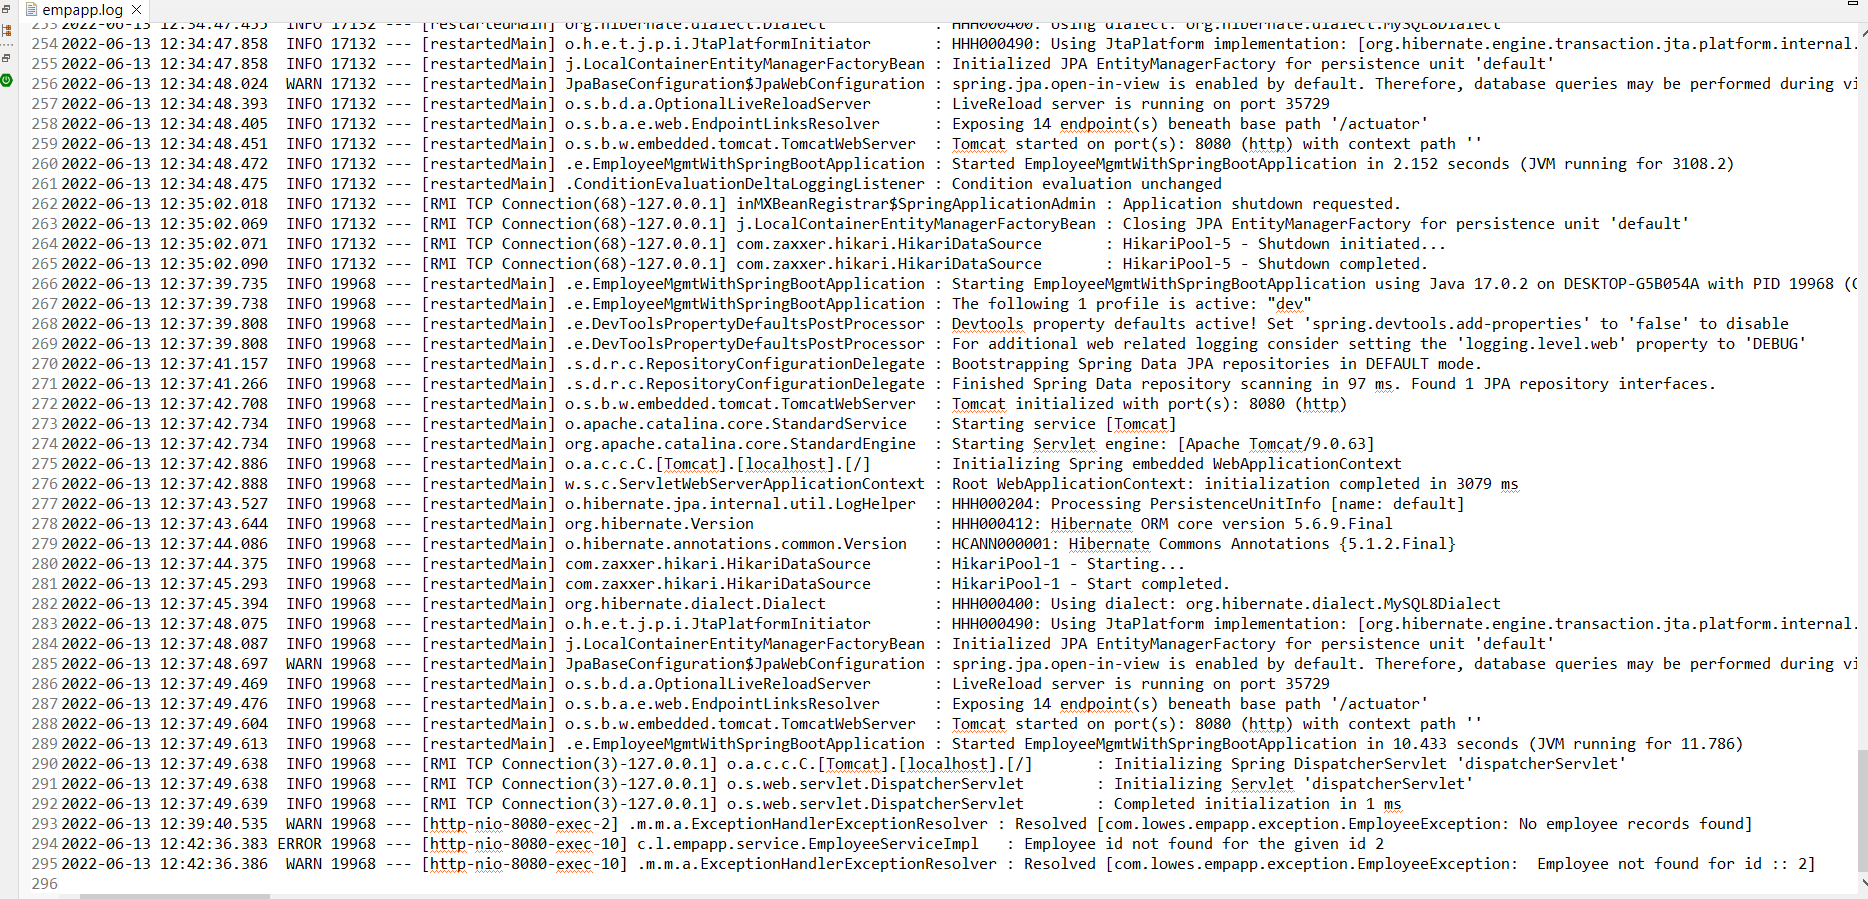 empapp.log
253 2022-06-13 12:34:47.455  INFO 17132 --- [restartedMain] org.hibernate.dialect.Dialect            : HHH000400: Using dialect: org.hibernate.dialect.MySQL8Dialect
254 2022-06-13 12:34:47.858  INFO 17132 --- [restartedMain] o.h.e.t.j.p.i.JtaPlatformInitiator       : HHH000490: Using JtaPlatform implementation: [org.hibernate.engine.transaction.jta.platform.internal.
255 2022-06-13 12:34:47.858  INFO 17132 --- [restartedMain] j.LocalContainerEntityManagerFactoryBean : Initialized JPA EntityManagerFactory for persistence unit 'default'
256 2022-06-13 12:34:48.024  WARN 17132 --- [restartedMain] JpaBaseConfiguration$JpaWebConfiguration : spring.jpa.open-in-view is enabled by default. Therefore, database queries may be performed during vi
257 2022-06-13 12:34:48.393  INFO 17132 --- [restartedMain] o.s.b.d.a.OptionalLiveReloadServer       : LiveReload server is running on port 35729
258 2022-06-13 12:34:48.405  INFO 17132 --- [restartedMain] o.s.b.a.e.web.EndpointLinksResolver      : Exposing 14 endpoint(s) beneath base path '/actuator'
259 2022-06-13 12:34:48.451  INFO 17132 --- [restartedMain] o.s.b.w.embedded.tomcat.TomcatWebServer  : Tomcat started on port(s): 8080 (http) with context path ''
260 2022-06-13 12:34:48.472  INFO 17132 --- [restartedMain] .e.EmployeeMgmtWithSpringBootApplication : Started EmployeeMgmtWithSpringBootApplication in 2.152 seconds (JVM running for 3108.2)
261 2022-06-13 12:34:48.475  INFO 17132 --- [restartedMain] .ConditionEvaluationDeltaLoggingListener : Condition evaluation unchanged
262 2022-06-13 12:35:02.018  INFO 17132 --- [RMI TCP Connection(68)-127.0.0.1] inMXBeanRegistrar$SpringApplicationAdmin : Application shutdown requested.
263 2022-06-13 12:35:02.069  INFO 17132 --- [RMI TCP Connection(68)-127.0.0.1] j.LocalContainerEntityManagerFactoryBean : Closing JPA EntityManagerFactory for persistence unit 'default'
264 2022-06-13 12:35:02.071  INFO 17132 --- [RMI TCP Connection(68)-127.0.0.1] com.zaxxer.hikari.HikariDataSource       : HikariPool-5 - Shutdown initiated...
265 2022-06-13 12:35:02.090  INFO 17132 --- [RMI TCP Connection(68)-127.0.0.1] com.zaxxer.hikari.HikariDataSource       : HikariPool-5 - Shutdown completed.
266 2022-06-13 12:37:39.735  INFO 19968 --- [restartedMain] .e.EmployeeMgmtWithSpringBootApplication : Starting EmployeeMgmtWithSpringBootApplication using Java 17.0.2 on DESKTOP-G5B054A with PID 19968 (C
267 2022-06-13 12:37:39.738  INFO 19968 --- [restartedMain] .e.EmployeeMgmtWithSpringBootApplication : The following 1 profile is active: "dev"
268 2022-06-13 12:37:39.808  INFO 19968 --- [restartedMain] .e.DevToolsPropertyDefaultsPostProcessor : Devtools property defaults active! Set 'spring.devtools.add-properties' to 'false' to disable
269 2022-06-13 12:37:39.808  INFO 19968 --- [restartedMain] .e.DevToolsPropertyDefaultsPostProcessor : For additional web related logging consider setting the 'logging.level.web' property to 'DEBUG'
270 2022-06-13 12:37:41.157  INFO 19968 --- [restartedMain] .s.d.r.c.RepositoryConfigurationDelegate : Bootstrapping Spring Data JPA repositories in DEFAULT mode.
271 2022-06-13 12:37:41.266  INFO 19968 --- [restartedMain] .s.d.r.c.RepositoryConfigurationDelegate : Finished Spring Data repository scanning in 97 ms. Found 1 JPA repository interfaces.
272 2022-06-13 12:37:42.708  INFO 19968 --- [restartedMain] o.s.b.w.embedded.tomcat.TomcatWebServer  : Tomcat initialized with port(s): 8080 (http)
273 2022-06-13 12:37:42.734  INFO 19968 --- [restartedMain] o.apache.catalina.core.StandardService   : Starting service [Tomcat]
274 2022-06-13 12:37:42.734  INFO 19968 --- [restartedMain] org.apache.catalina.core.StandardEngine  : Starting Servlet engine: [Apache Tomcat/9.0.63]
275 2022-06-13 12:37:42.886  INFO 19968 --- [restartedMain] o.a.c.c.C.[Tomcat].[localhost].[/]       : Initializing Spring embedded WebApplicationContext
276 2022-06-13 12:37:42.888  INFO 19968 --- [restartedMain] w.s.c.ServletWebServerApplicationContext : Root WebApplicationContext: initialization completed in 3079 ms
277 2022-06-13 12:37:43.527  INFO 19968 --- [restartedMain] o.hibernate.jpa.internal.util.LogHelper  : HHH000204: Processing PersistenceUnitInfo [name: default]
278 2022-06-13 12:37:43.644  INFO 19968 --- [restartedMain] org.hibernate.Version                    : HHH000412: Hibernate ORM core version 5.6.9.Final
279 2022-06-13 12:37:44.086  INFO 19968 --- [restartedMain] o.hibernate.annotations.common.Version   : HCANN000001: Hibernate Commons Annotations {5.1.2.Final}
280 2022-06-13 12:37:44.375  INFO 19968 --- [restartedMain] com.zaxxer.hikari.HikariDataSource       : HikariPool-1 - Starting...
281 2022-06-13 12:37:45.293  INFO 19968 --- [restartedMain] com.zaxxer.hikari.HikariDataSource       : HikariPool-1 - Start completed.
282 2022-06-13 12:37:45.394  INFO 19968 --- [restartedMain] org.hibernate.dialect.Dialect            : HHH000400: Using dialect: org.hibernate.dialect.MySQL8Dialect
283 2022-06-13 12:37:48.075  INFO 19968 --- [restartedMain] o.h.e.t.j.p.i.JtaPlatformInitiator       : HHH000490: Using JtaPlatform implementation: [org.hibernate.engine.transaction.jta.platform.internal.
284 2022-06-13 12:37:48.087  INFO 19968 --- [restartedMain] j.LocalContainerEntityManagerFactoryBean : Initialized JPA EntityManagerFactory for persistence unit 'default'
285 2022-06-13 12:37:48.697  WARN 19968 --- [restartedMain] JpaBaseConfiguration$JpaWebConfiguration : spring.jpa.open-in-view is enabled by default. Therefore, database queries may be performed during vi
286 2022-06-13 12:37:49.469  INFO 19968 --- [restartedMain] o.s.b.d.a.OptionalLiveReloadServer       : LiveReload server is running on port 35729
287 2022-06-13 12:37:49.476  INFO 19968 --- [restartedMain] o.s.b.a.e.web.EndpointLinksResolver      : Exposing 14 endpoint(s) beneath base path '/actuator'
288 2022-06-13 12:37:49.604  INFO 19968 --- [restartedMain] o.s.b.w.embedded.tomcat.TomcatWebServer  : Tomcat started on port(s): 8080 (http) with context path ''
289 2022-06-13 12:37:49.613  INFO 19968 --- [restartedMain] .e.EmployeeMgmtWithSpringBootApplication : Started EmployeeMgmtWithSpringBootApplication in 10.433 seconds (JVM running for 11.786)
290 2022-06-13 12:37:49.638  INFO 19968 --- [RMI TCP Connection(3)-127.0.0.1] o.a.c.c.C.[Tomcat].[localhost].[/]       : Initializing Spring DispatcherServlet 'dispatcherServlet'
291 2022-06-13 12:37:49.638  INFO 19968 --- [RMI TCP Connection(3)-127.0.0.1] o.s.web.servlet.DispatcherServlet        : Initializing Servlet 'dispatcherServlet'
292 2022-06-13 12:37:49.639  INFO 19968 --- [RMI TCP Connection(3)-127.0.0.1] o.s.web.servlet.DispatcherServlet        : Completed initialization in 1 ms
293 2022-06-13 12:39:40.535  WARN 19968 --- [http-nio-8080-exec-2] .m.m.a.ExceptionHandlerExceptionResolver : Resolved [com.lowes.empapp.exception.EmployeeException: No employee records found]
294 2022-06-13 12:42:36.383 ERROR 19968 --- [http-nio-8080-exec-10] c.l.empapp.service.EmployeeServiceImpl   : Employee id not found for the given id 2
295 2022-06-13 12:42:36.386  WARN 19968 --- [http-nio-8080-exec-10] .m.m.a.ExceptionHandlerExceptionResolver : Resolved [com.lowes.empapp.exception.EmployeeException:  Employee not found for id :: 2]
296